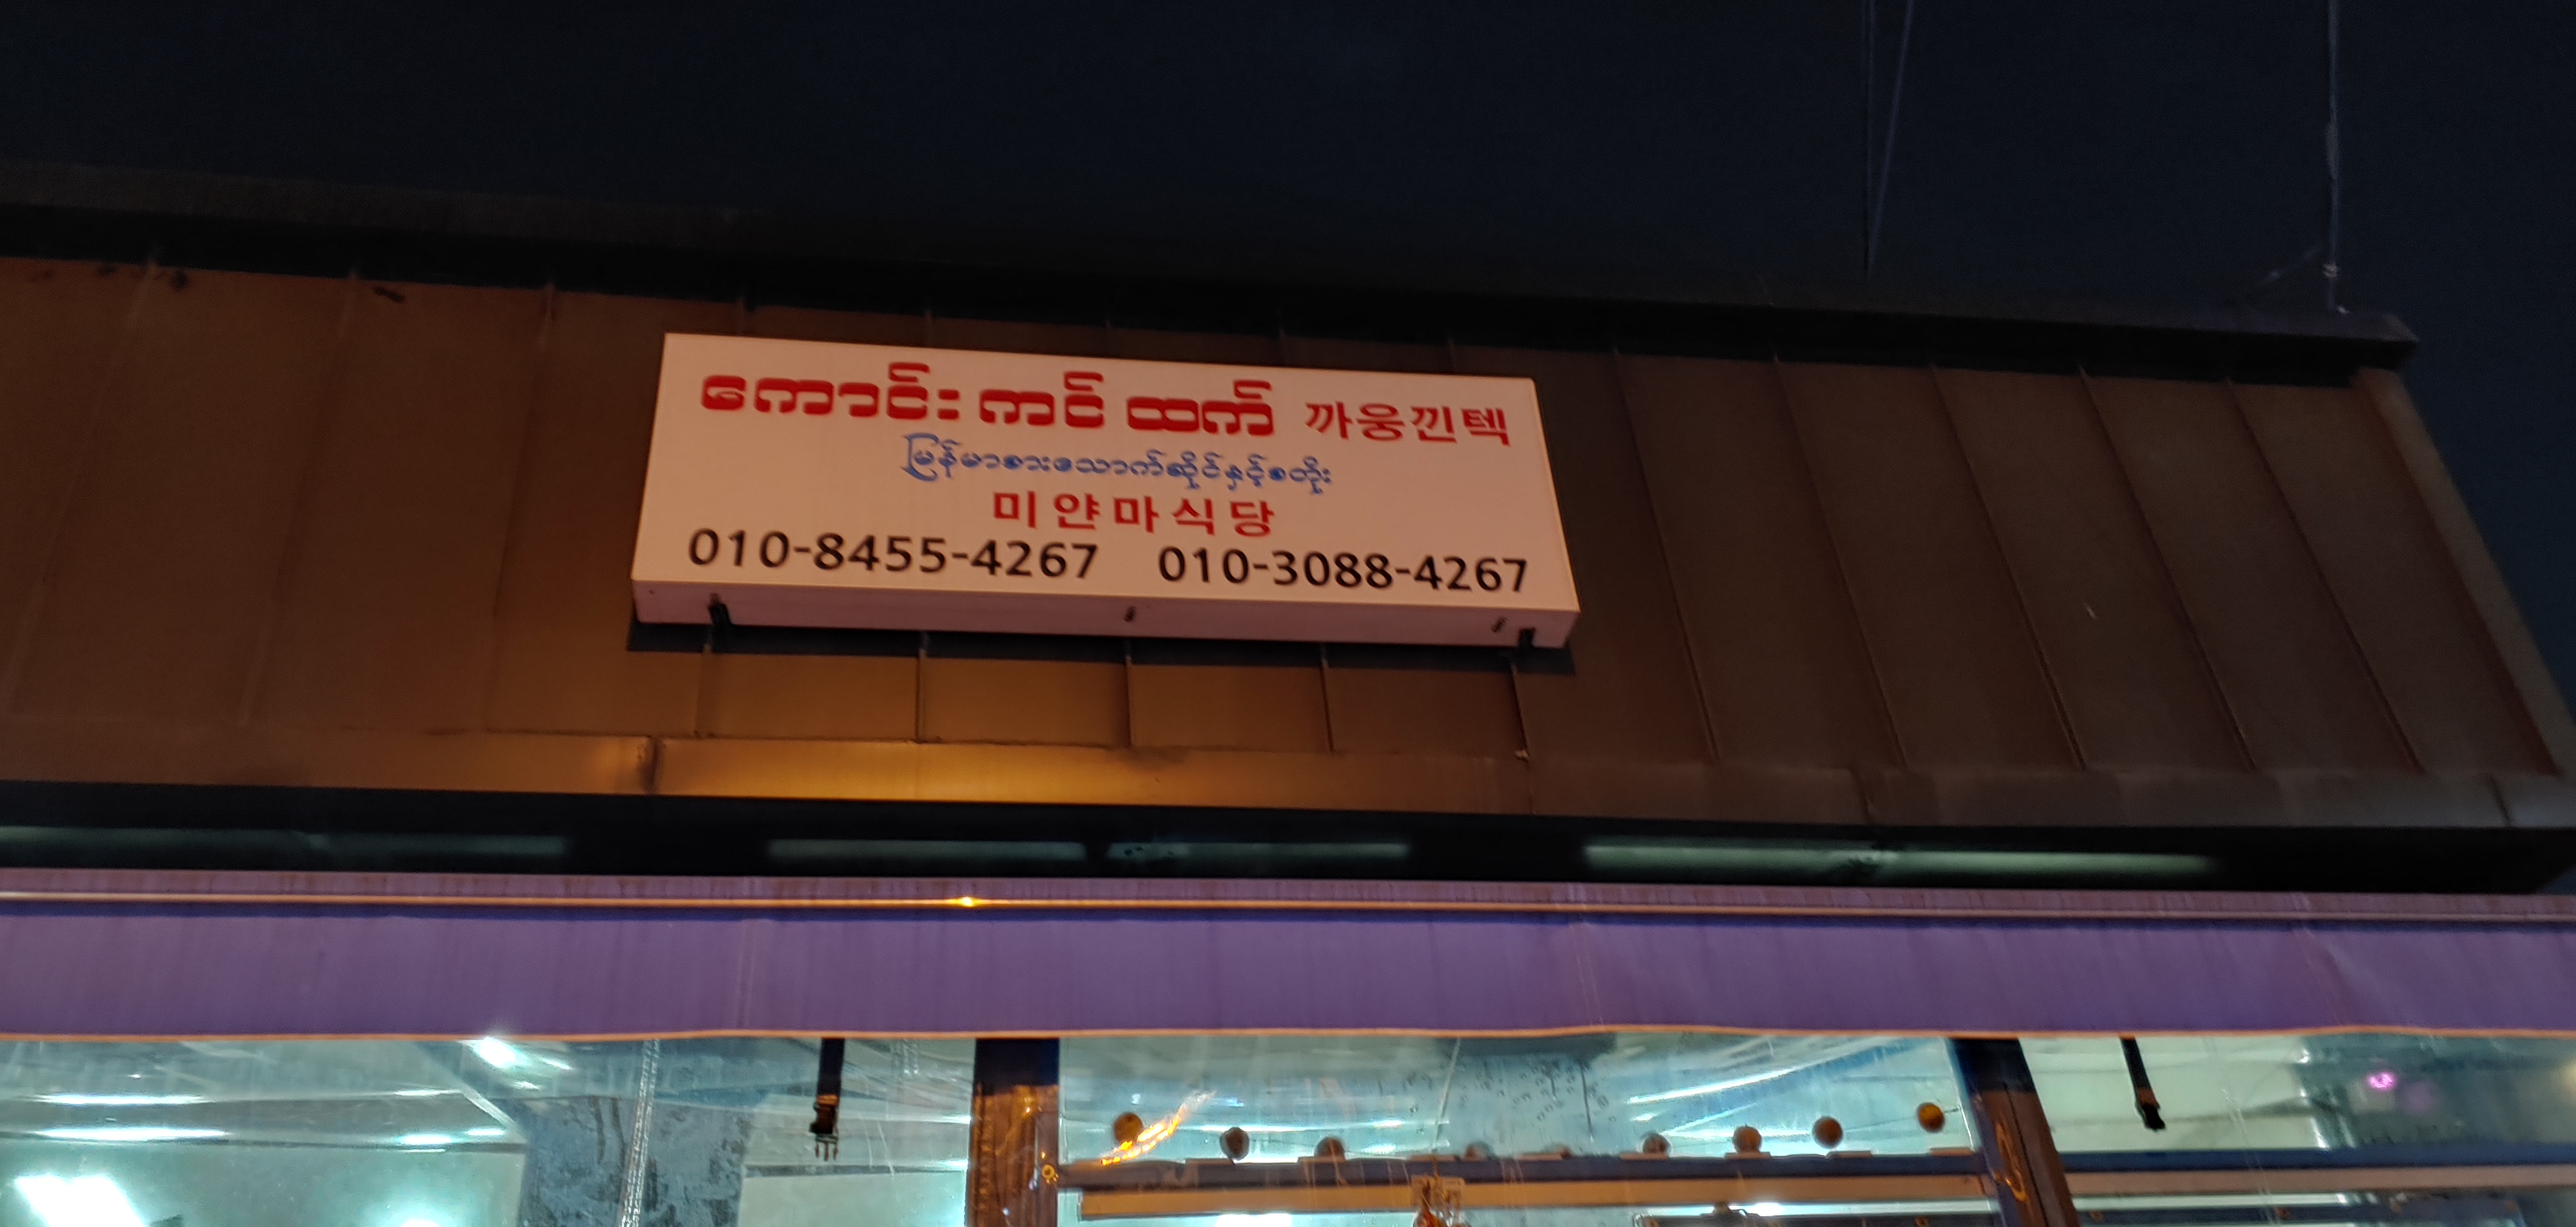 ကောင်း ကင် ထက် 까웅낀텍
မြန်မာစားသောက်ဆိုင်နှင့်စတိုး
미얀마식당
010-8455-4267 010-3088-4267